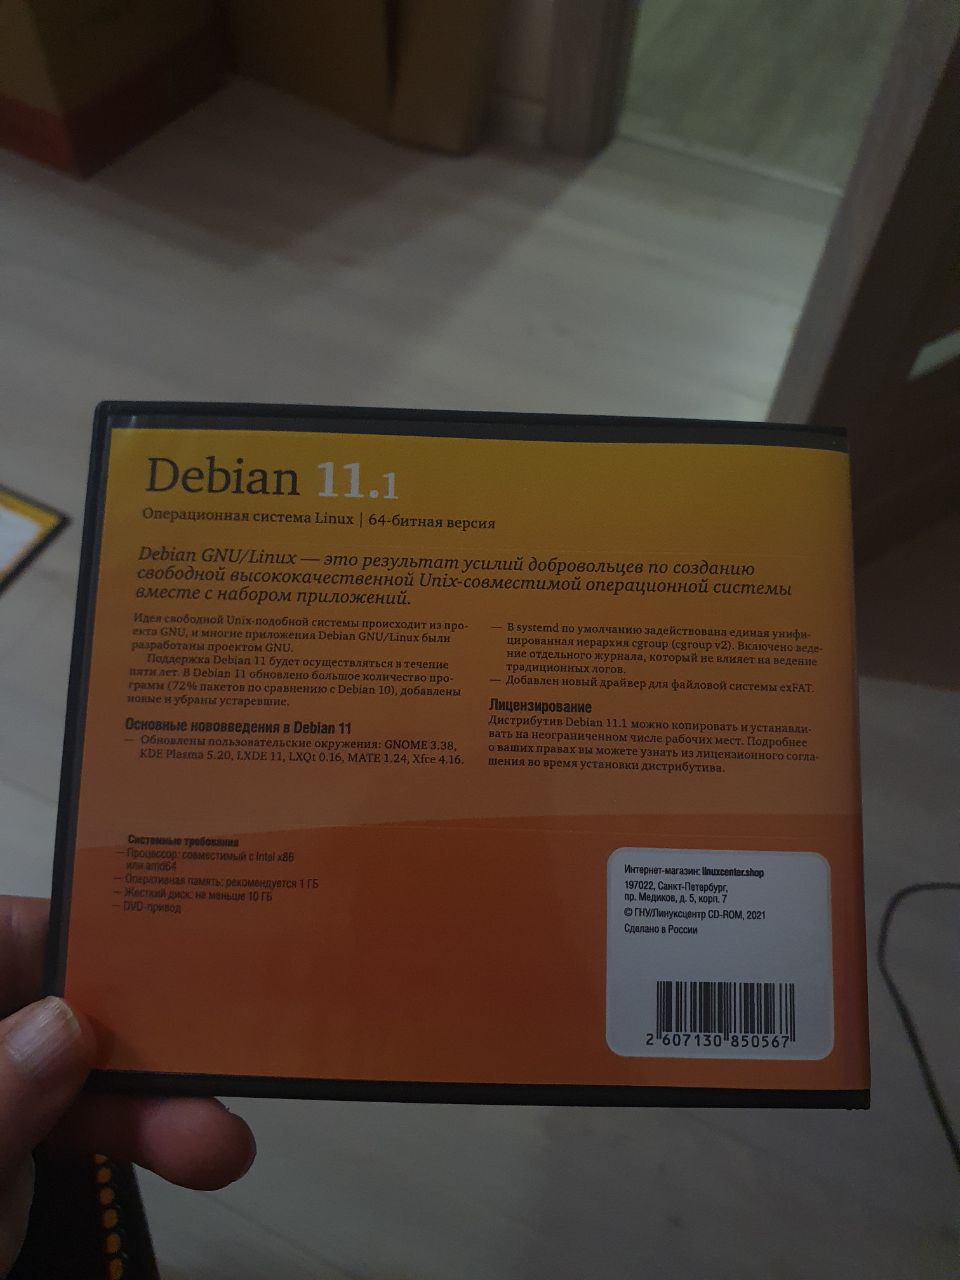 Debian 11.1
Операционная система Linux | 64-битная версия
Debian GNU/Linux — это результат усилий добровольцев по созданию
свободной высококачественной Unix-совместимой операционной системы
вместе с набором приложений.
Идея свободной Unix-подобной системы происходит из про-
екта GNU, и многие приложения Debian GNU/Linux были
разработаны проектом GNU.
Поддержка Debian 11 будет осуществляться в течение
пяти лет. В Debian 11 обновлено большое количество про-
грамм (72% пакетов по сравнению с Debian 10), добавлены
новые и убраны устаревшие.
Основные нововведения в Debian 11
— Обновлены пользовательские окружения: GNOME 3.38,
KDE Plasma 5.20, LXDE 11, LXQt 0.16, MATE 1.24, Xfce 4.16.
— В systemd по умолчанию задействована единая унифи-
цированная иерархия cgroup (cgroup v2). Включено веде-
ние отдельного журнала, который не влияет на ведение
традиционных логов.
— Добавлен новый драйвер для файловой системы exFAT.
Лицензирование
Дистрибутив Debian 11.1 можно копировать и устанавли-
вать на неограниченном числе рабочих мест. Подробнее
о ваших правах вы можете узнать из лицензионного согла-
шения во время установки дистрибутива.
Системные требования
— Процессор: совместимый с Intel x86
или amd64
— Оперативная память: рекомендуется 1 ГБ
— Жесткий диск: не меньше 10 ГБ
— DVD-привод
Интернет-магазин: linuxcenter.shop
197022, Санкт-Петербург,
пр. Медиков, д. 5, корп. 7
© ГНУ/Линуксцентр CD-ROM, 2021
Сделано в России
2 607130 850567